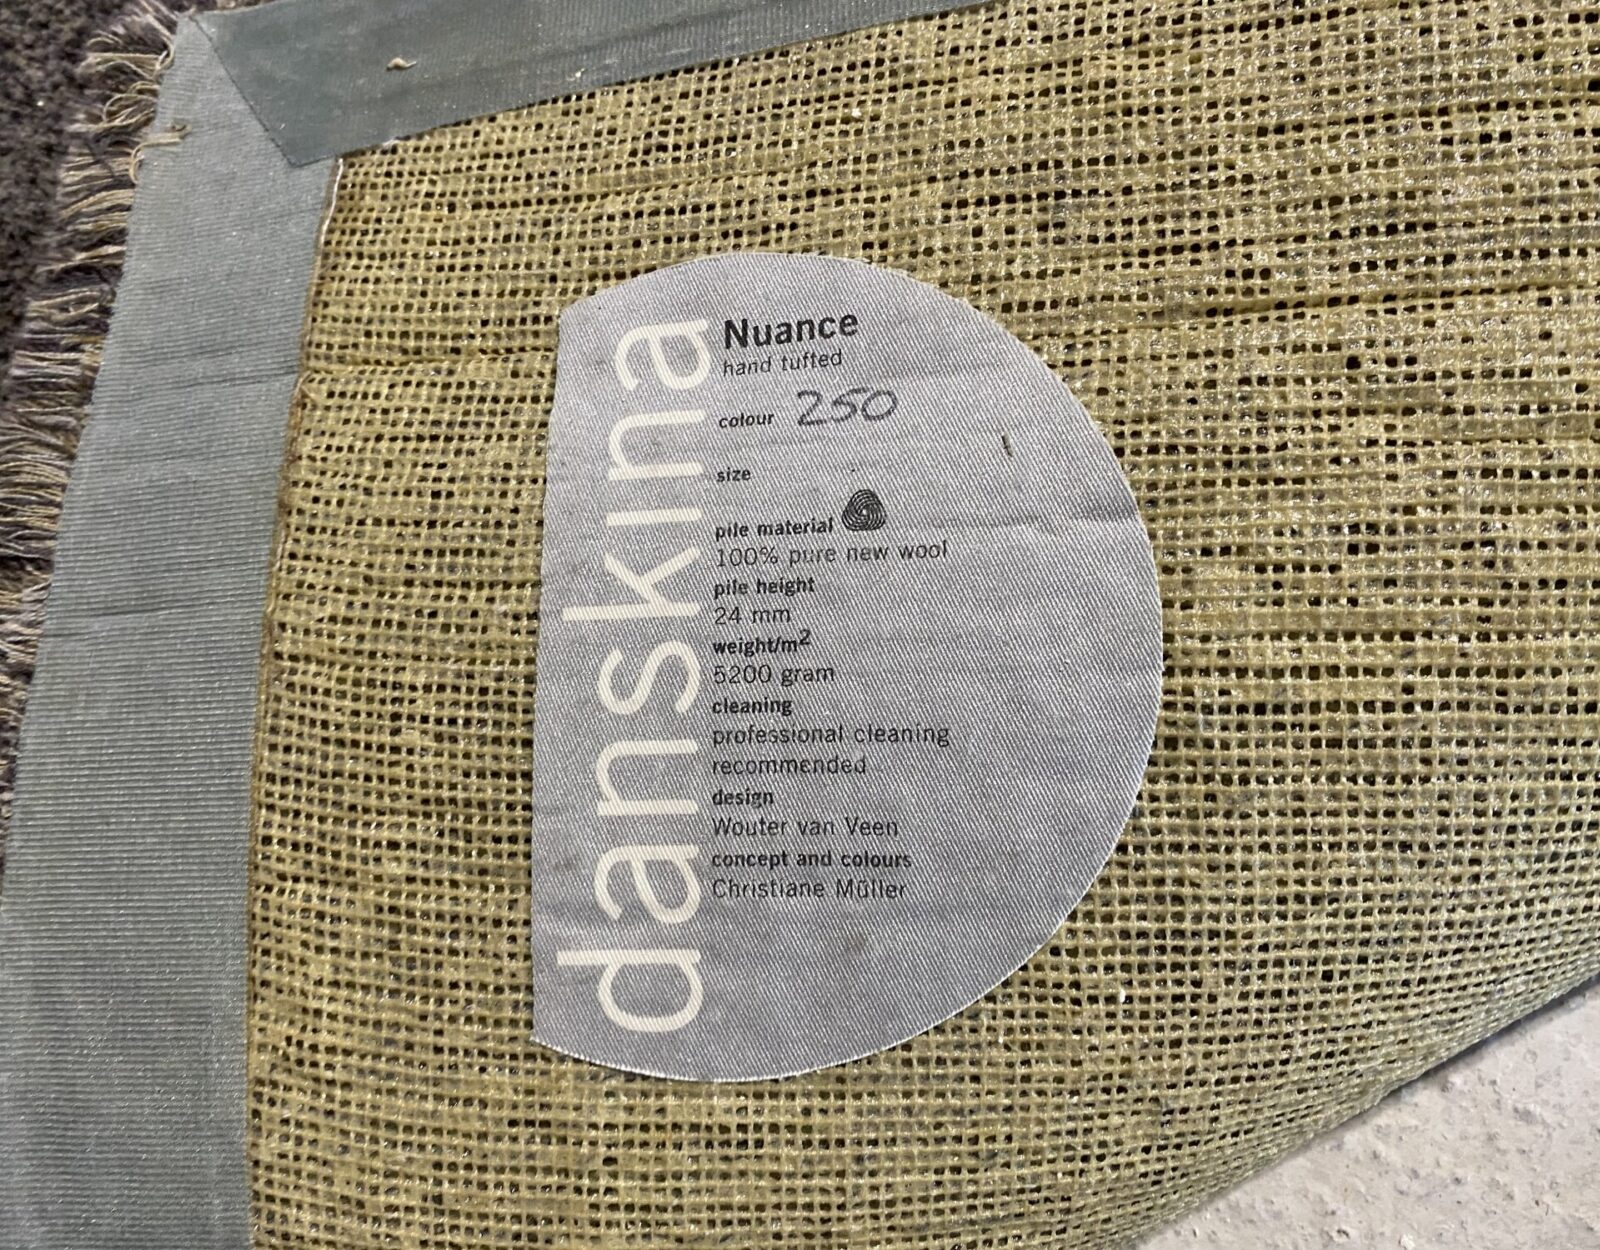 danskina
Nuance
hand tufted
colour 250
size
pile material
100% pure new wool
pile height
24 mm
weight/m²
5200 gram
cleaning
professional cleaning
recommended
design
Wouter van Veen
concept and colours
Christiane Müller